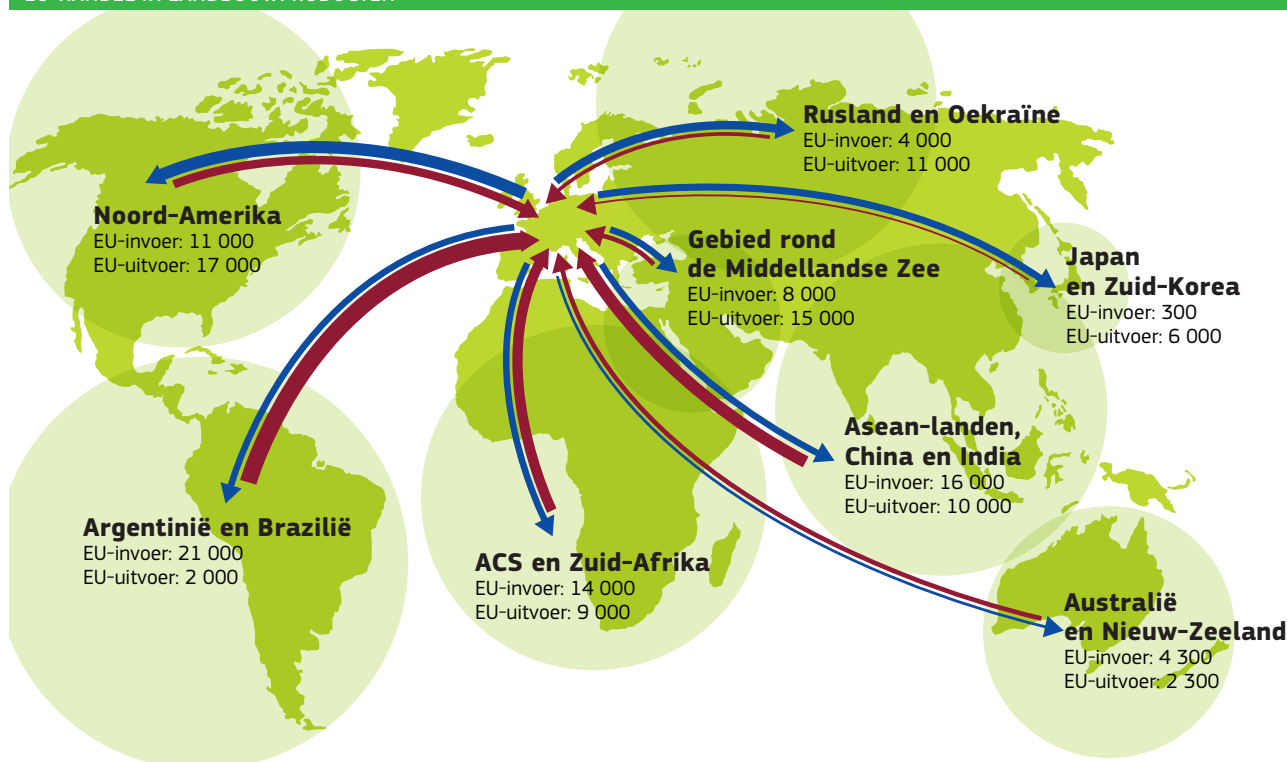 Rusland en Oekraïne
EU-invoer: 4 000
EU-uitvoer: 11 000
Noord-Amerika
EU-invoer: 11 000
EU-uitvoer: 17 000
Gebied rond
de Middellandse Zee
EU-invoer: 8 000
EU-uitvoer: 15 000
Japan
en Zuid-Korea
EU-invoer: 300
EU-uitvoer: 6 000
Asean-landen,
China en India
EU-invoer: 16 000
EU-uitvoer: 10 000
Argentinië en Brazilië
EU-invoer: 21 000
EU-uitvoer: 2 000
ACS en Zuid-Afrika
EU-invoer: 14 000
EU-uitvoer: 9 000
Australië
en Nieuw-Zeeland
EU-invoer: 4 300
EU-uitvoer: 2 300